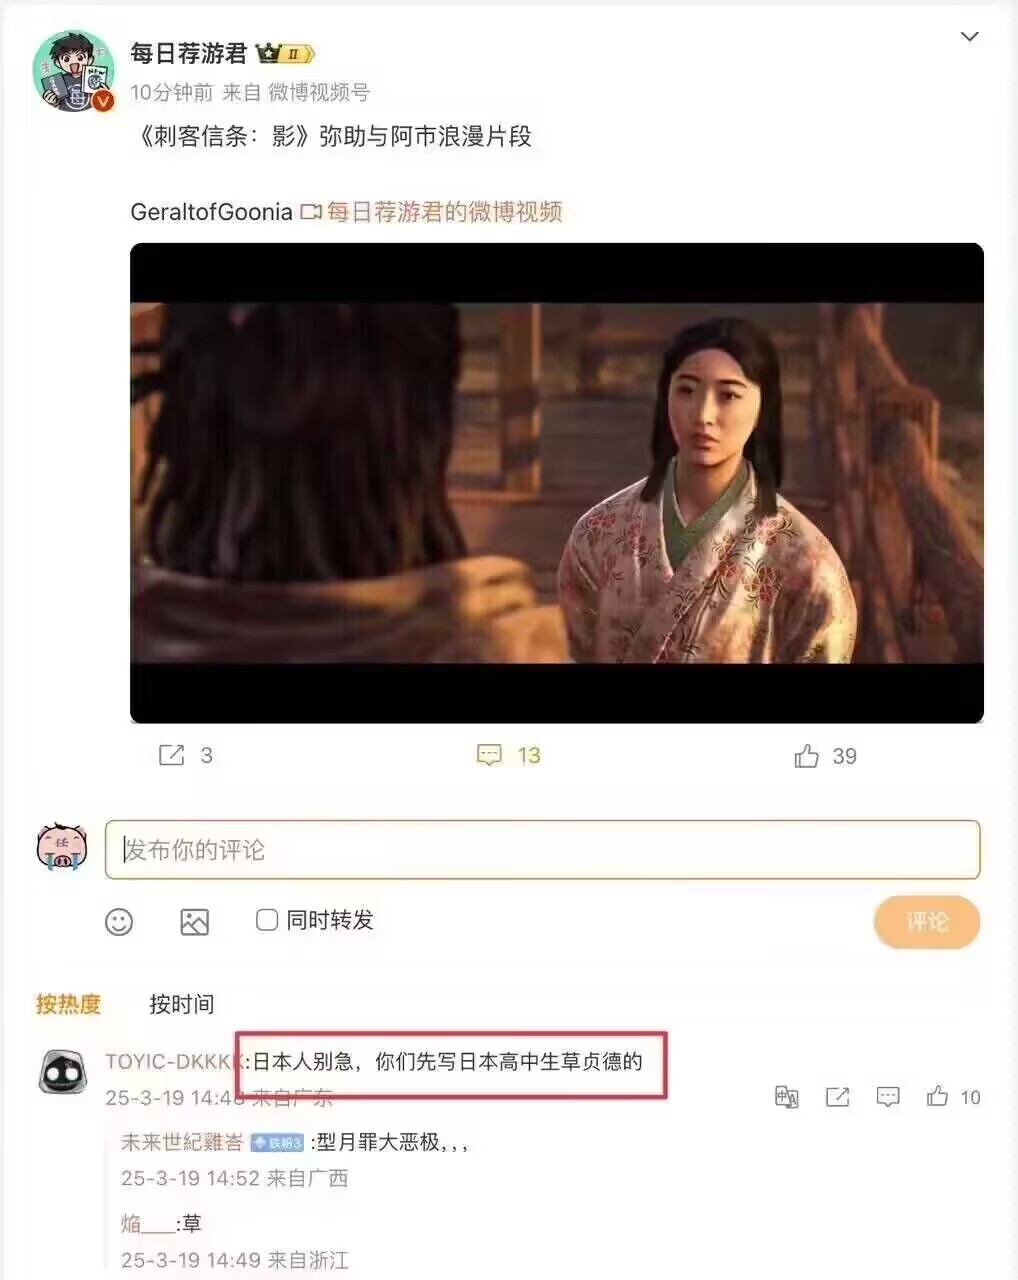 每日荐游君 II
10分钟前 来自 微博视频号
《刺客信条：影》弥助与阿市浪漫片段
GeraltofGoonia 每日荐游君的微博视频
3 13 39
发布你的评论
同时转发
评论
按热度 按时间
TOYIC-DKKKK:日本人别急，你们先写日本高中生草贞德的
25-3-19 14:48 来自广东
10
未来世紀雞峇 铁粉3 :型月罪大恶极，，，
25-3-19 14:52 来自广西
焰___:草
25-3-19 14:49 来自浙江